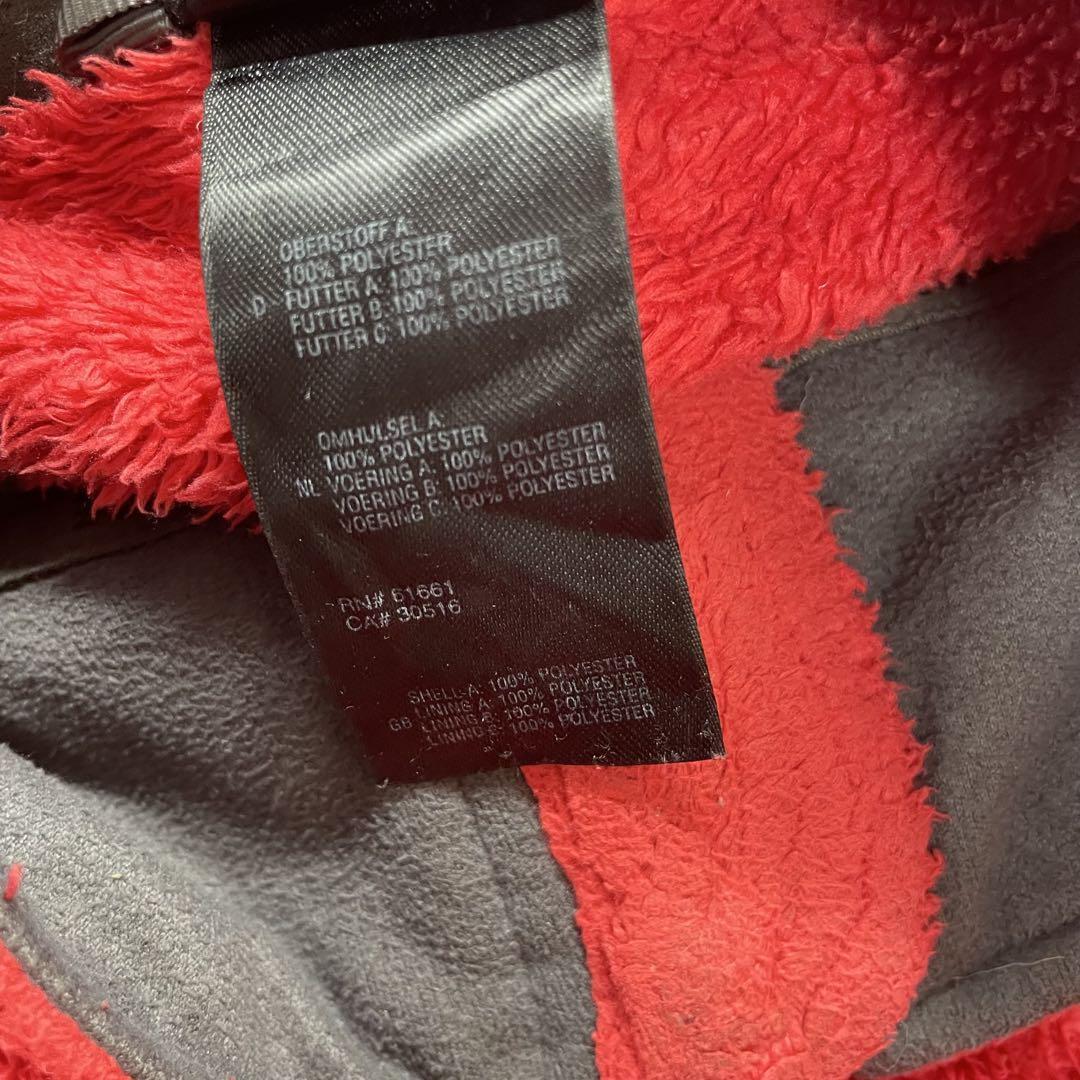 OBERSTOFF A:
100% POLYESTER
D FUTTER A: 100% POLYESTER
FUTTER B: 100% POLYESTER
FUTTER C: 100% POLYESTER
OMHULSEL A:
100% POLYESTER
NL VOERING A: 100% POLYESTER
VOERING B: 100% POLYESTER
VOERING C: 100% POLYESTER
RN# 61661
CA# 30516
SHELL-A: 100% POLYESTER
LINING A: 100% POLYESTER
GB LINING B: 100% POLYESTER
LINING 100% POLYESTER